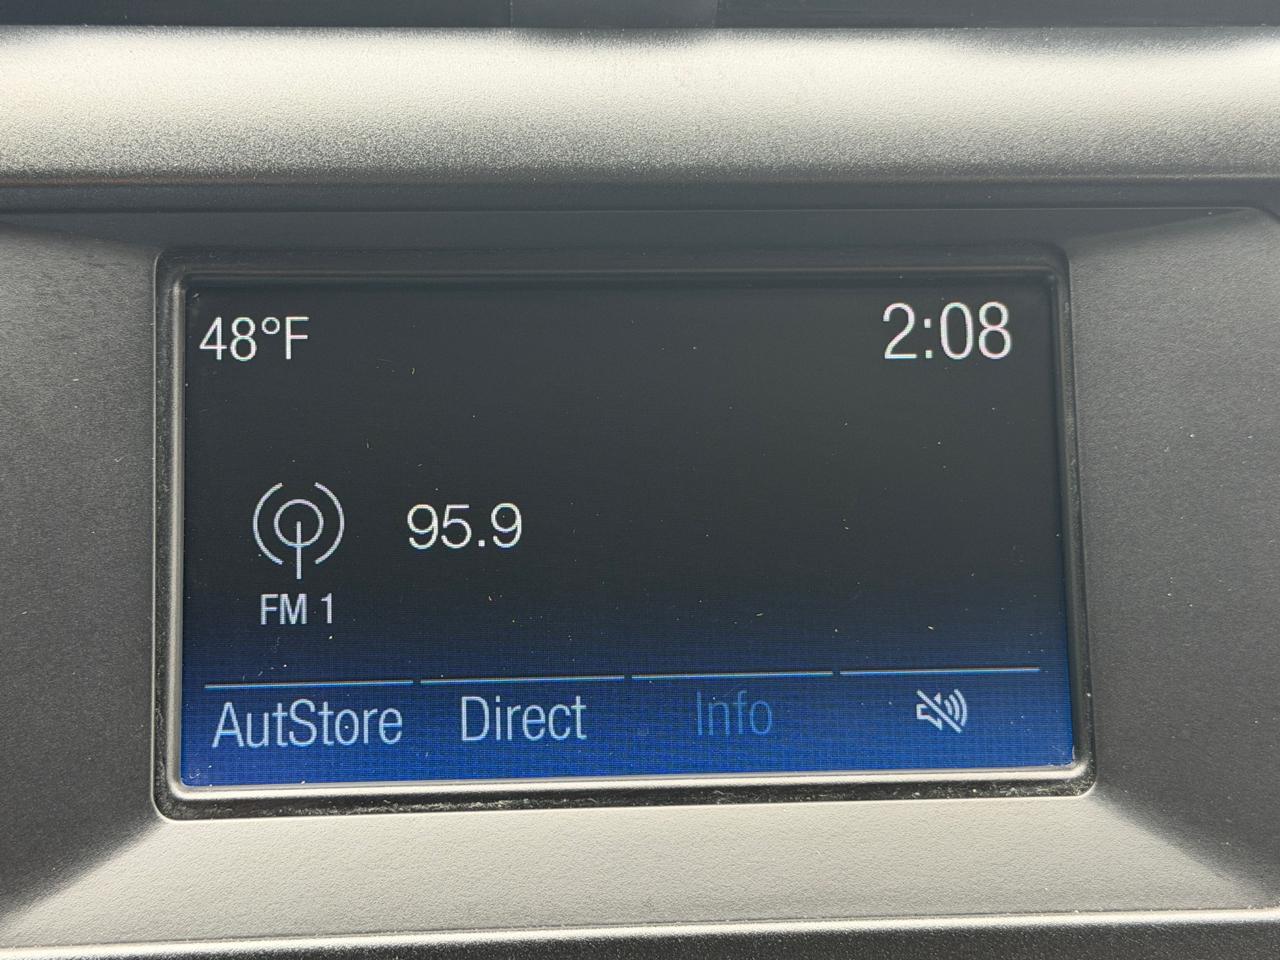 48°F 2:08
95.9
FM 1
AutStore Direct Info